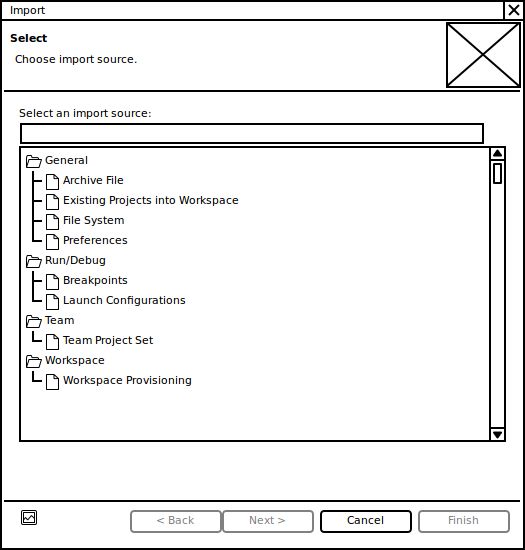 Import
Select
Choose import source.
Select an import source:
General
Archive File
Existing Projects into Workspace
File System
Preferences
Run/Debug
Breakpoints
Launch Configurations
Team
Team Project Set
Workspace
Workspace Provisioning
< Back Next > Cancel Finish